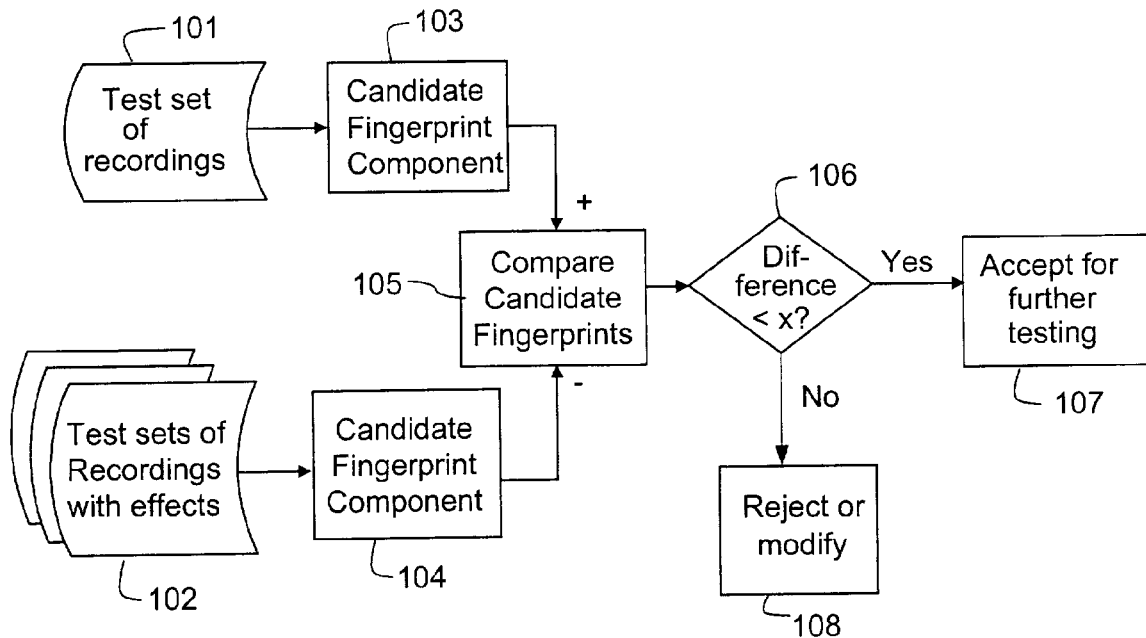 101
Test set
of
recordings
103
Candidate
Fingerprint
Component
+
105
Compare
Candidate
Fingerprints
-
106
Dif-
ference
< x?
Yes
Accept for
further
testing
107
No
Reject or
modify
108
Test sets of
Recordings
with effects
102
Candidate
Fingerprint
Component
104